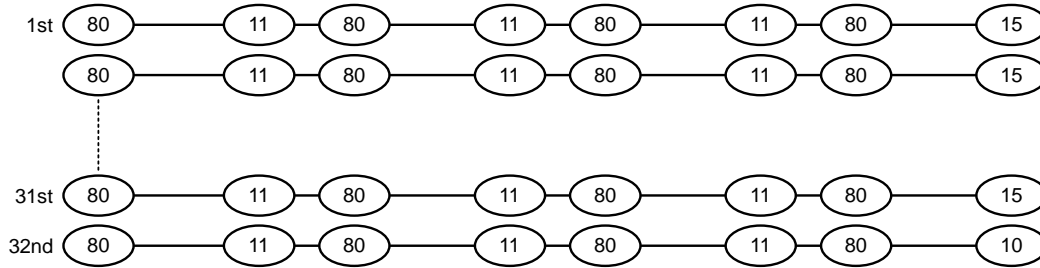 1st 80 11 80 11 80 11 80 15
80 11 80 11 80 11 80 15
31st 80 11 80 11 80 11 80 15
32nd 80 11 80 11 80 11 80 10